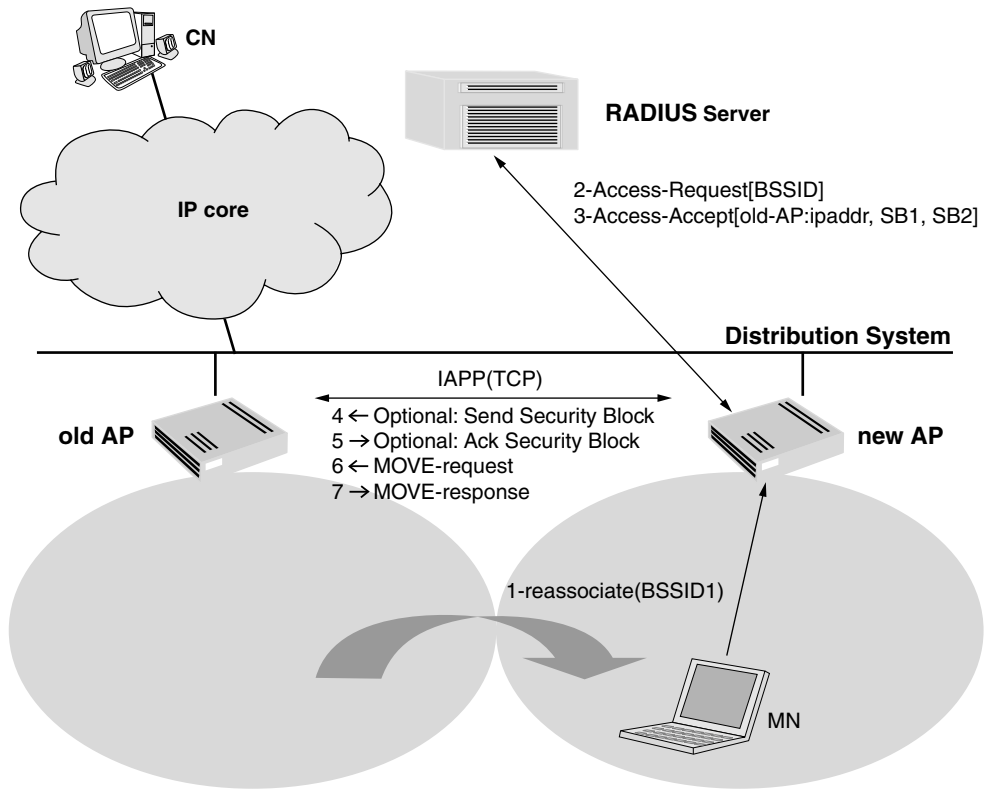 CN
RADIUS Server
2-Access-Request[BSSID]
3-Access-Accept[old-AP:ipaddr, SB1, SB2]
IP core
Distribution System
IAPP(TCP)
4 ← Optional: Send Security Block
5 → Optional: Ack Security Block
6 ← MOVE-request
7 → MOVE-response
old AP
new AP
1-reassociate(BSSID1)
MN